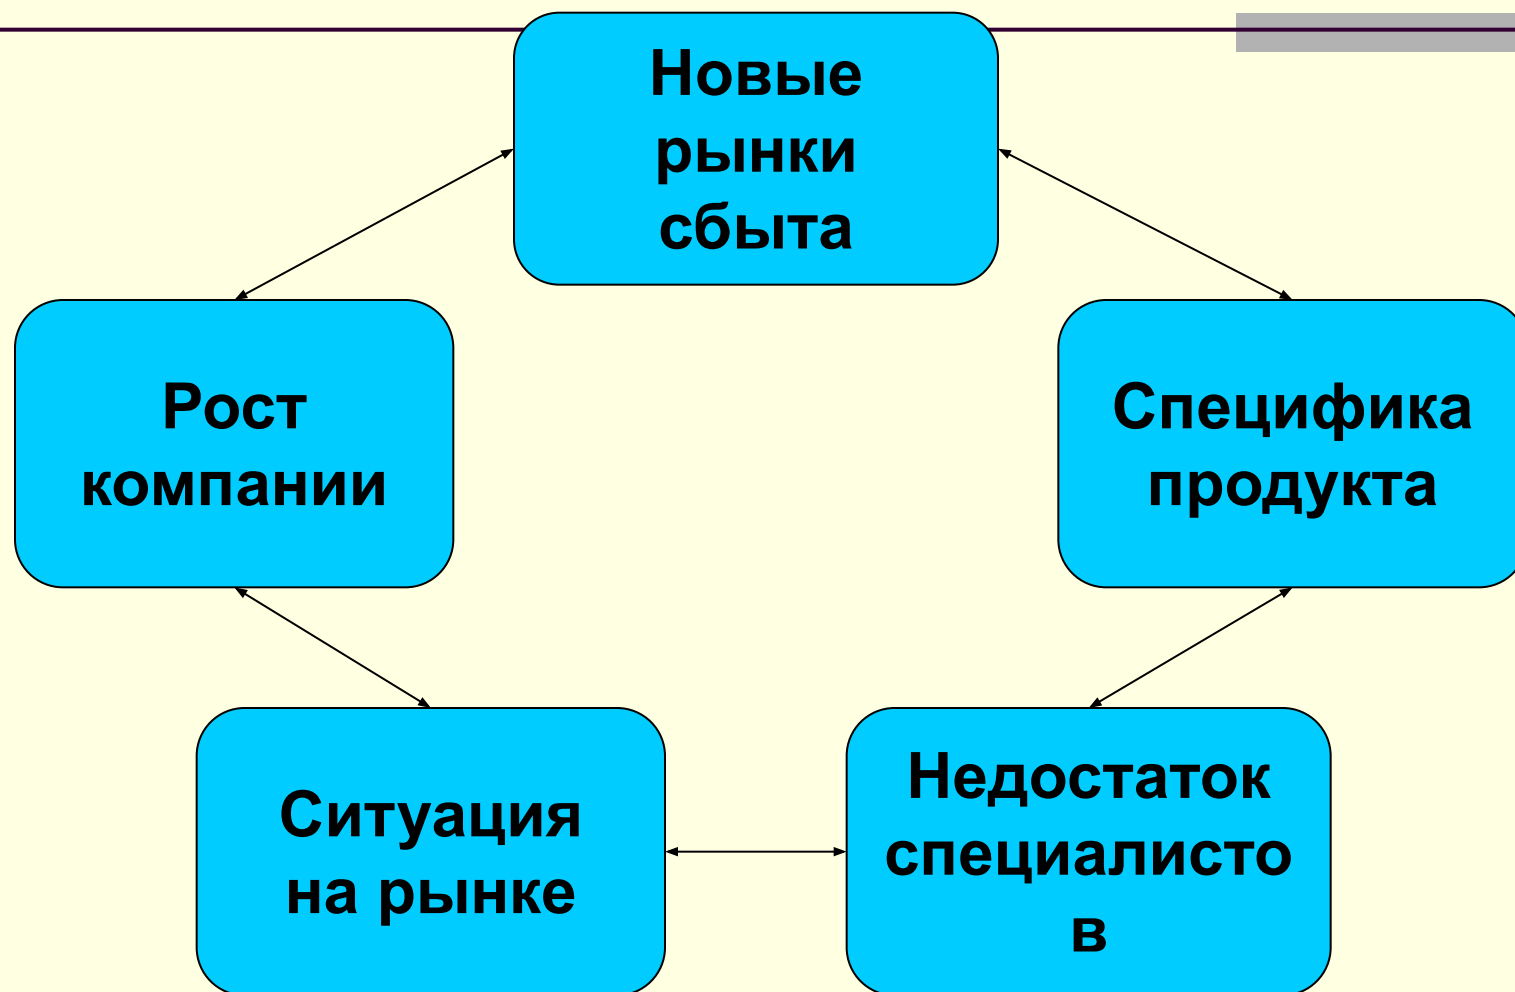 Новые
рынки
сбыта
Рост
компании
Специфика
продукта
Ситуация
на рынке
Недостаток
специалисто
в